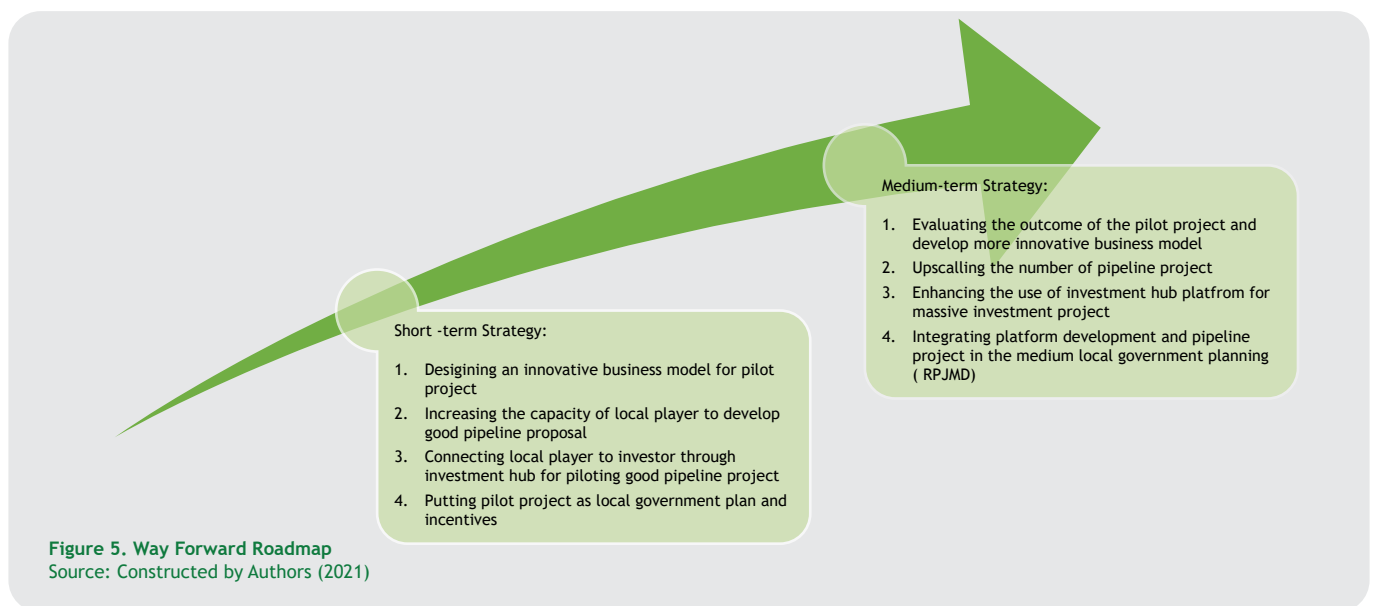 Short -term Strategy:
1. Desigining an innovative business model for pilot
project
2. Increasing the capacity of local player to develop
good pipeline proposal
3. Connecting local player to investor through
investment hub for piloting good pipeline project
4. Putting pilot project as local government plan and
incentives
Medium-term Strategy:
1. Evaluating the outcome of the pilot project and
develop more innovative business model
2. Upscalling the number of pipeline project
3. Enhancing the use of investment hub platfrom for
massive investment project
4. Integrating platform development and pipeline
project in the medium local government planning
( RPJMD)
Figure 5. Way Forward Roadmap
Source: Constructed by Authors (2021)